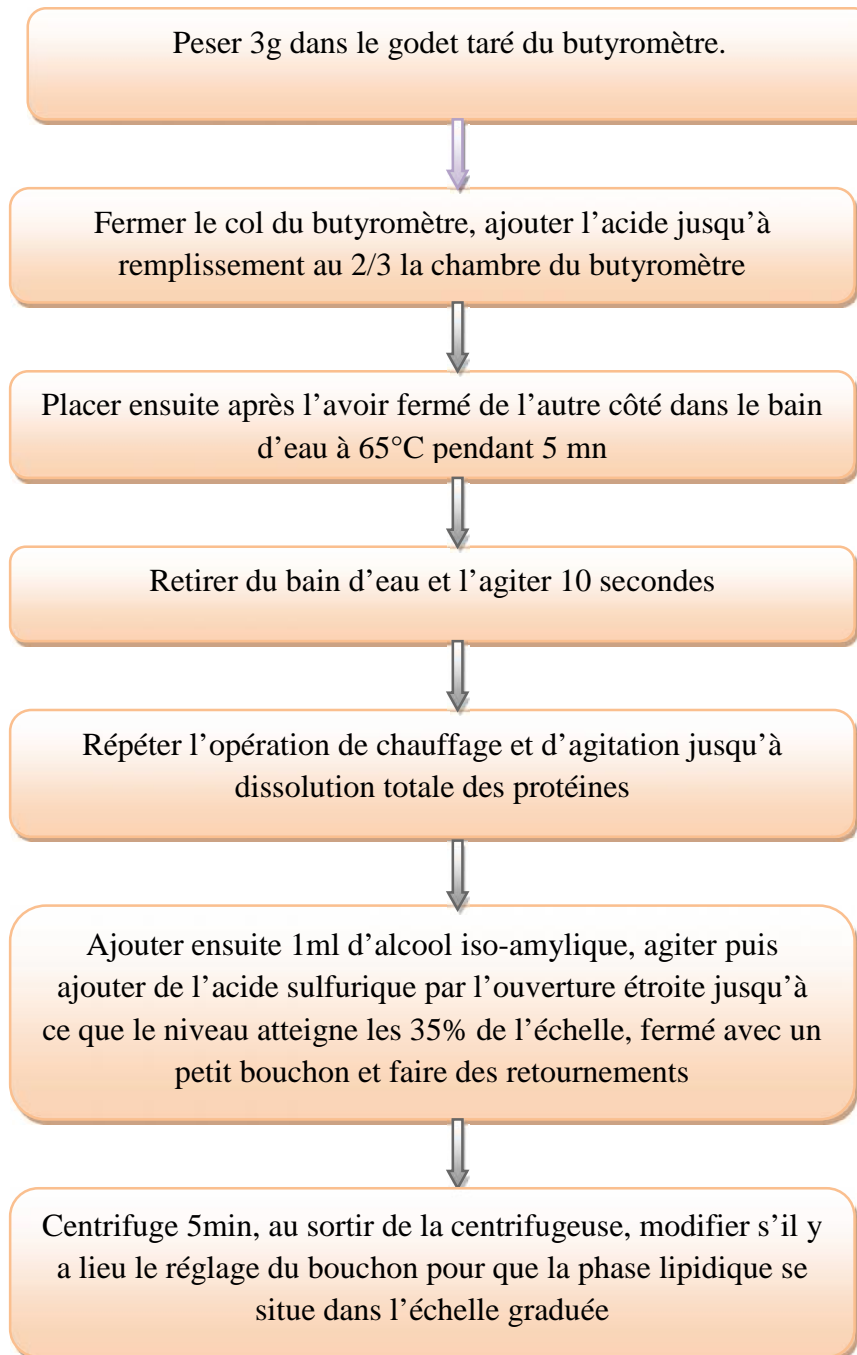 Peser 3g dans le godet taré du butyromètre.
Fermer le col du butyromètre, ajouter l’acide jusqu’à
remplissement au 2/3 la chambre du butyromètre
Placer ensuite après l’avoir fermé de l’autre côté dans le bain
d’eau à 65°C pendant 5 mn
Retirer du bain d’eau et l’agiter 10 secondes
Répéter l’opération de chauffage et d’agitation jusqu’à
dissolution totale des protéines
Ajouter ensuite 1ml d’alcool iso-amylique, agiter puis
ajouter de l’acide sulfurique par l’ouverture étroite jusqu’à
ce que le niveau atteigne les 35% de l’échelle, fermé avec un
petit bouchon et faire des retournements
Centrifuge 5min, au sortir de la centrifugeuse, modifier s’il y
a lieu le réglage du bouchon pour que la phase lipidique se
situe dans l’échelle graduée